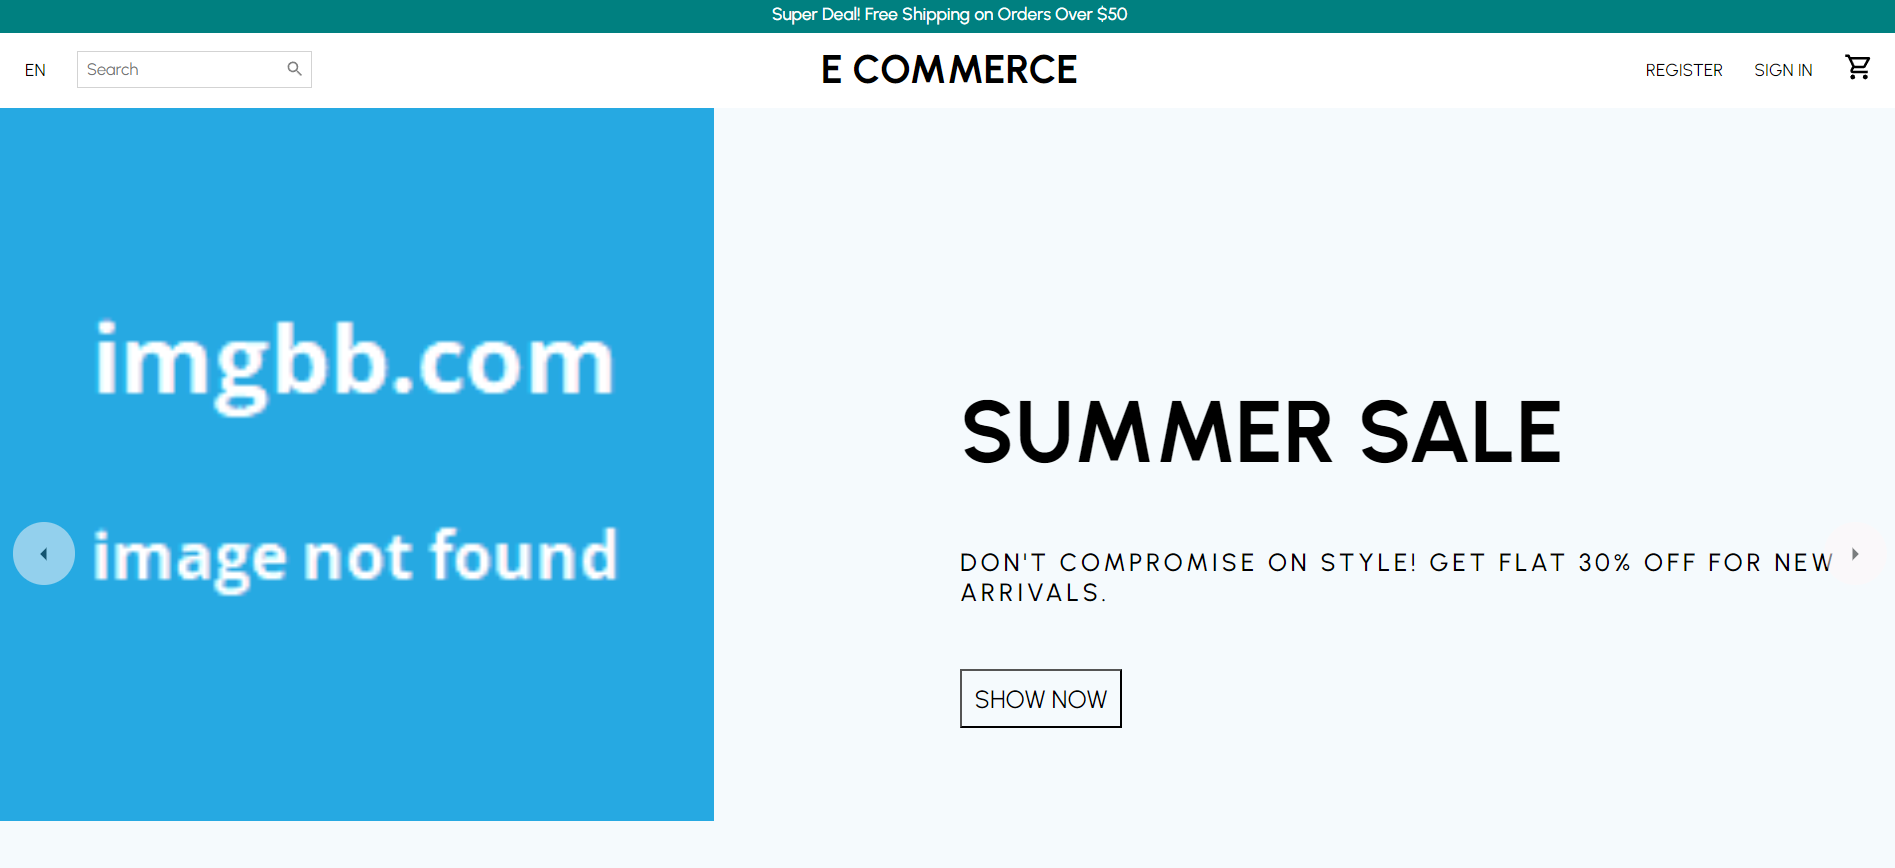 Super Deal! Free Shipping on Orders Over $50
EN
Search
E COMMERCE
REGISTER
SIGN IN
imgbb.com
image not found
SUMMER SALE
DON'T COMPROMISE ON STYLE! GET FLAT 30% OFF FOR NEW
ARRIVALS.
SHOW NOW